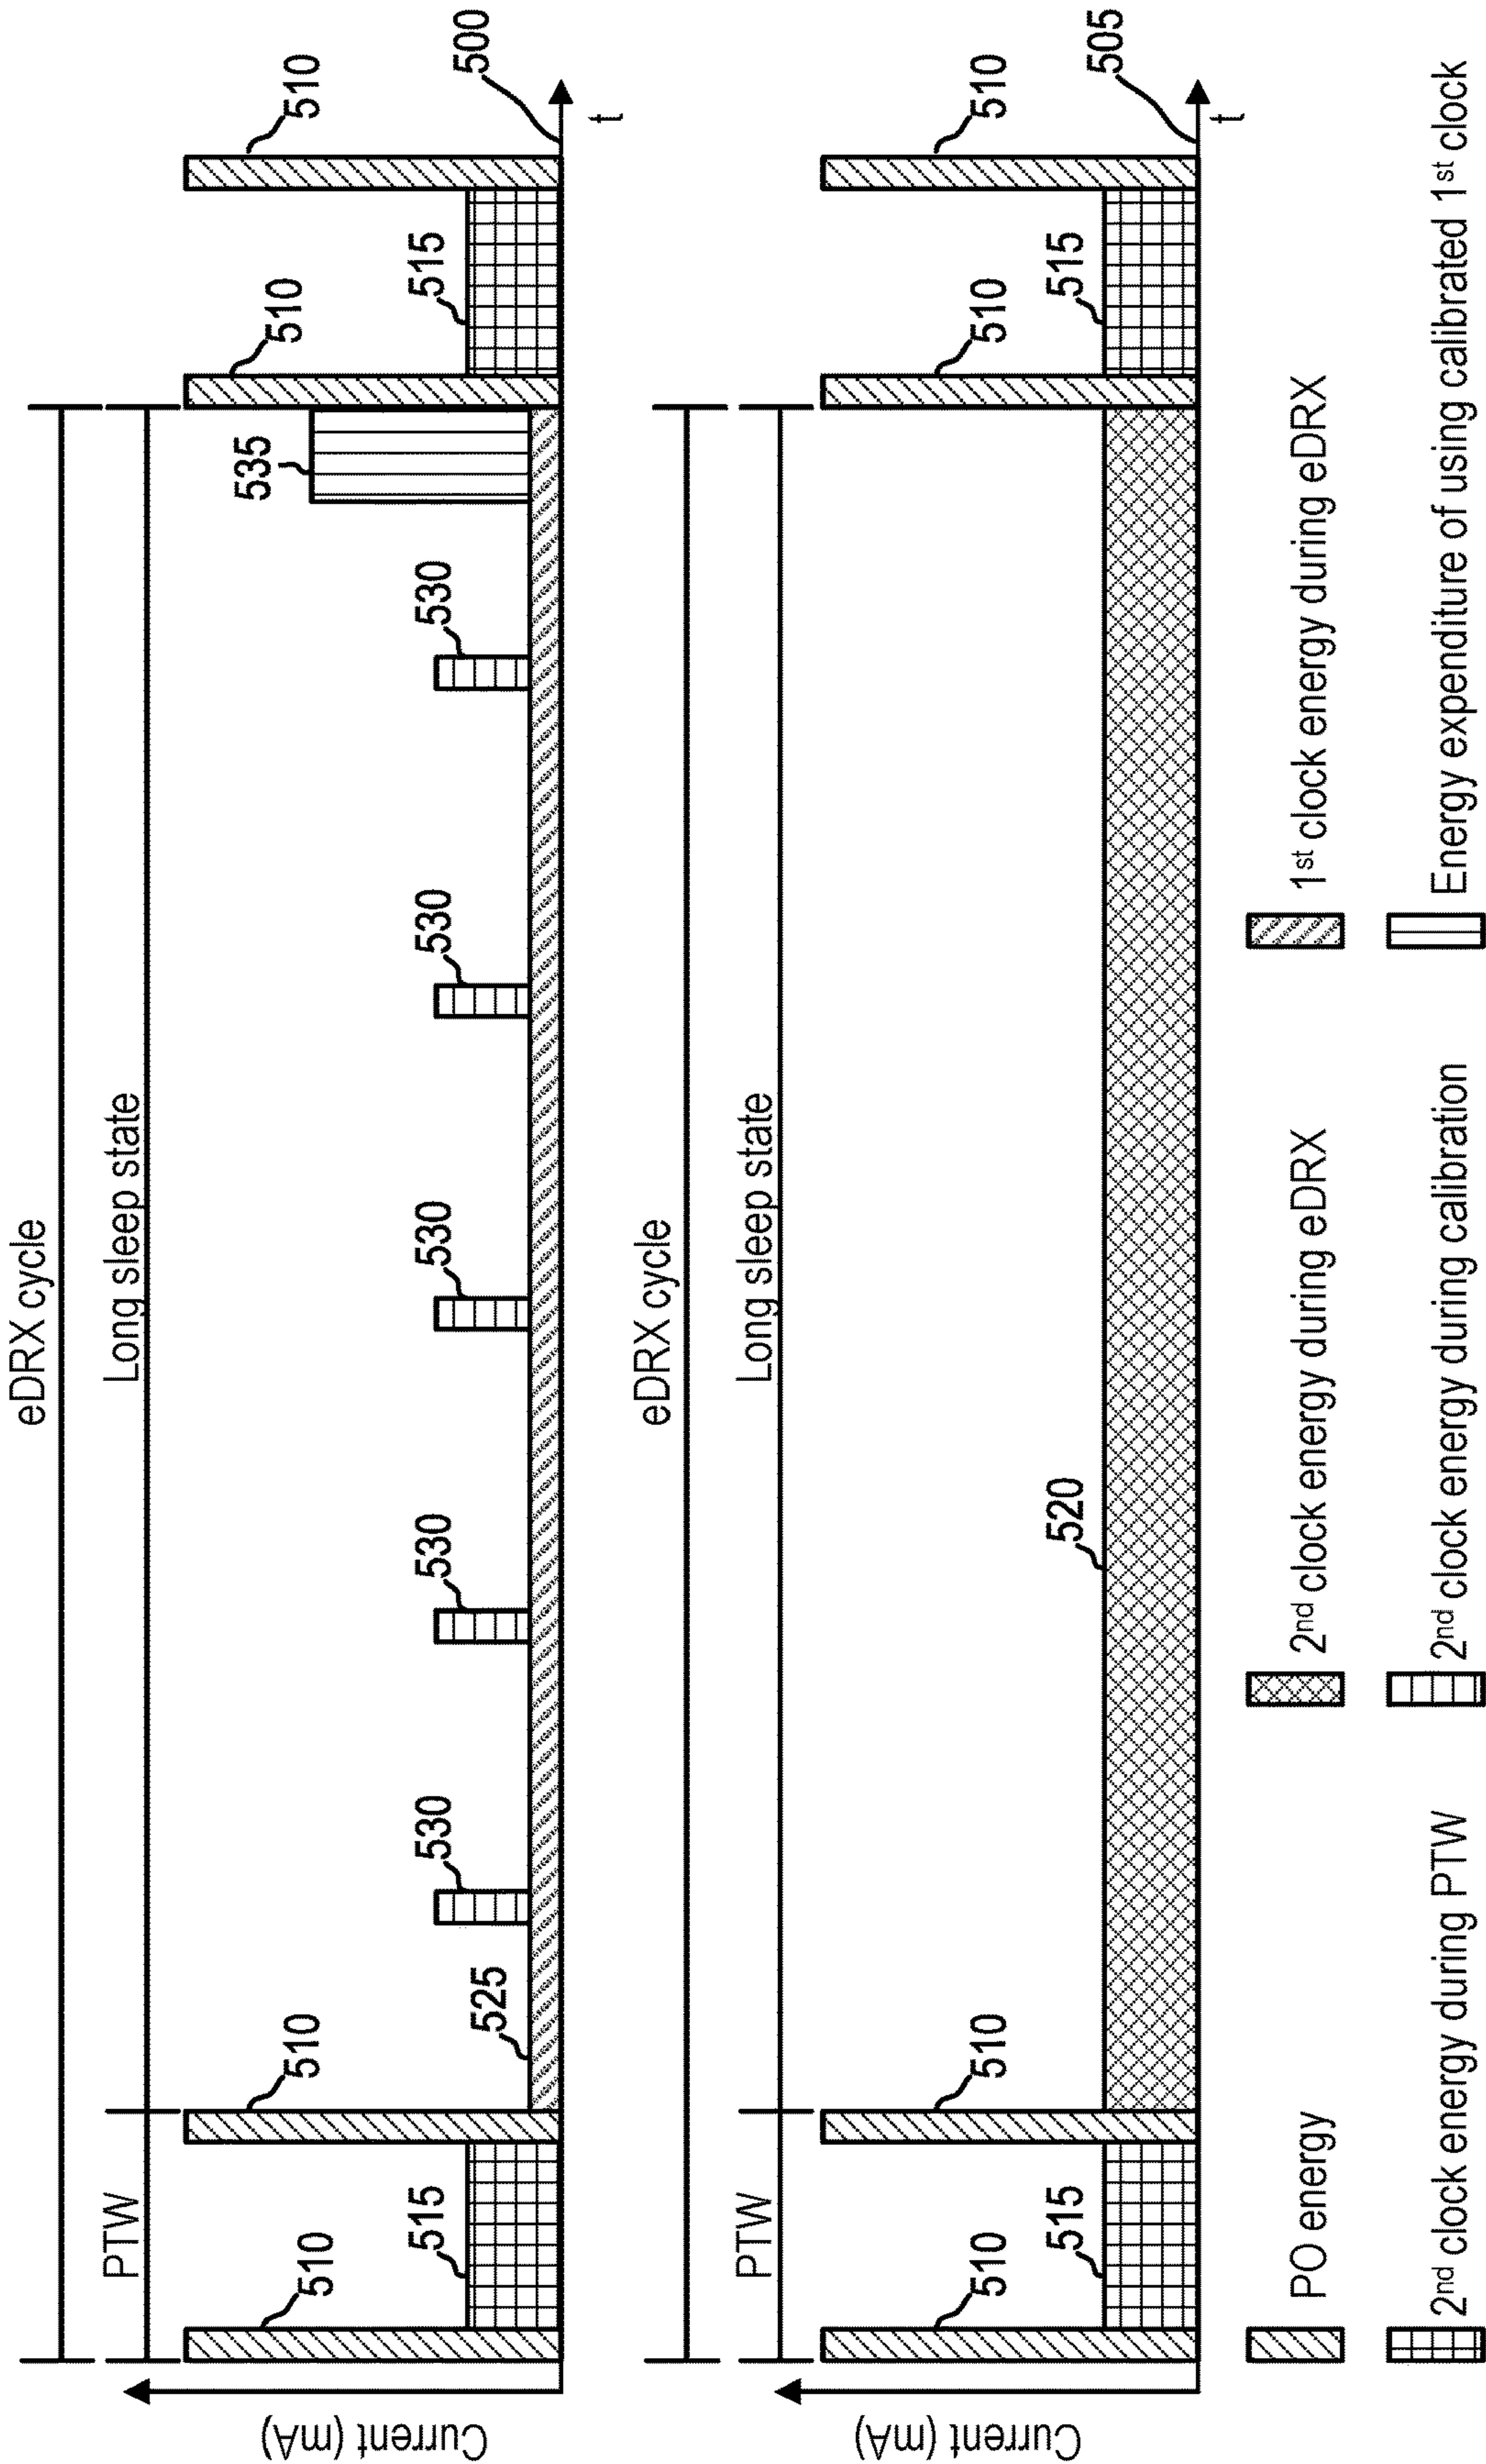 eDRX cycle
PTW
Long sleep state
Current (mA)
510
515
510
525
530
530
530
530
530
535
510
515
510
500
t
eDRX cycle
PTW
Long sleep state
Current (mA)
510
515
510
520
510
515
510
505
t
PO energy
2nd clock energy during eDRX
1st clock energy during eDRX
2nd clock energy during PTW
2nd clock energy during calibration
Energy expenditure of using calibrated 1st clock